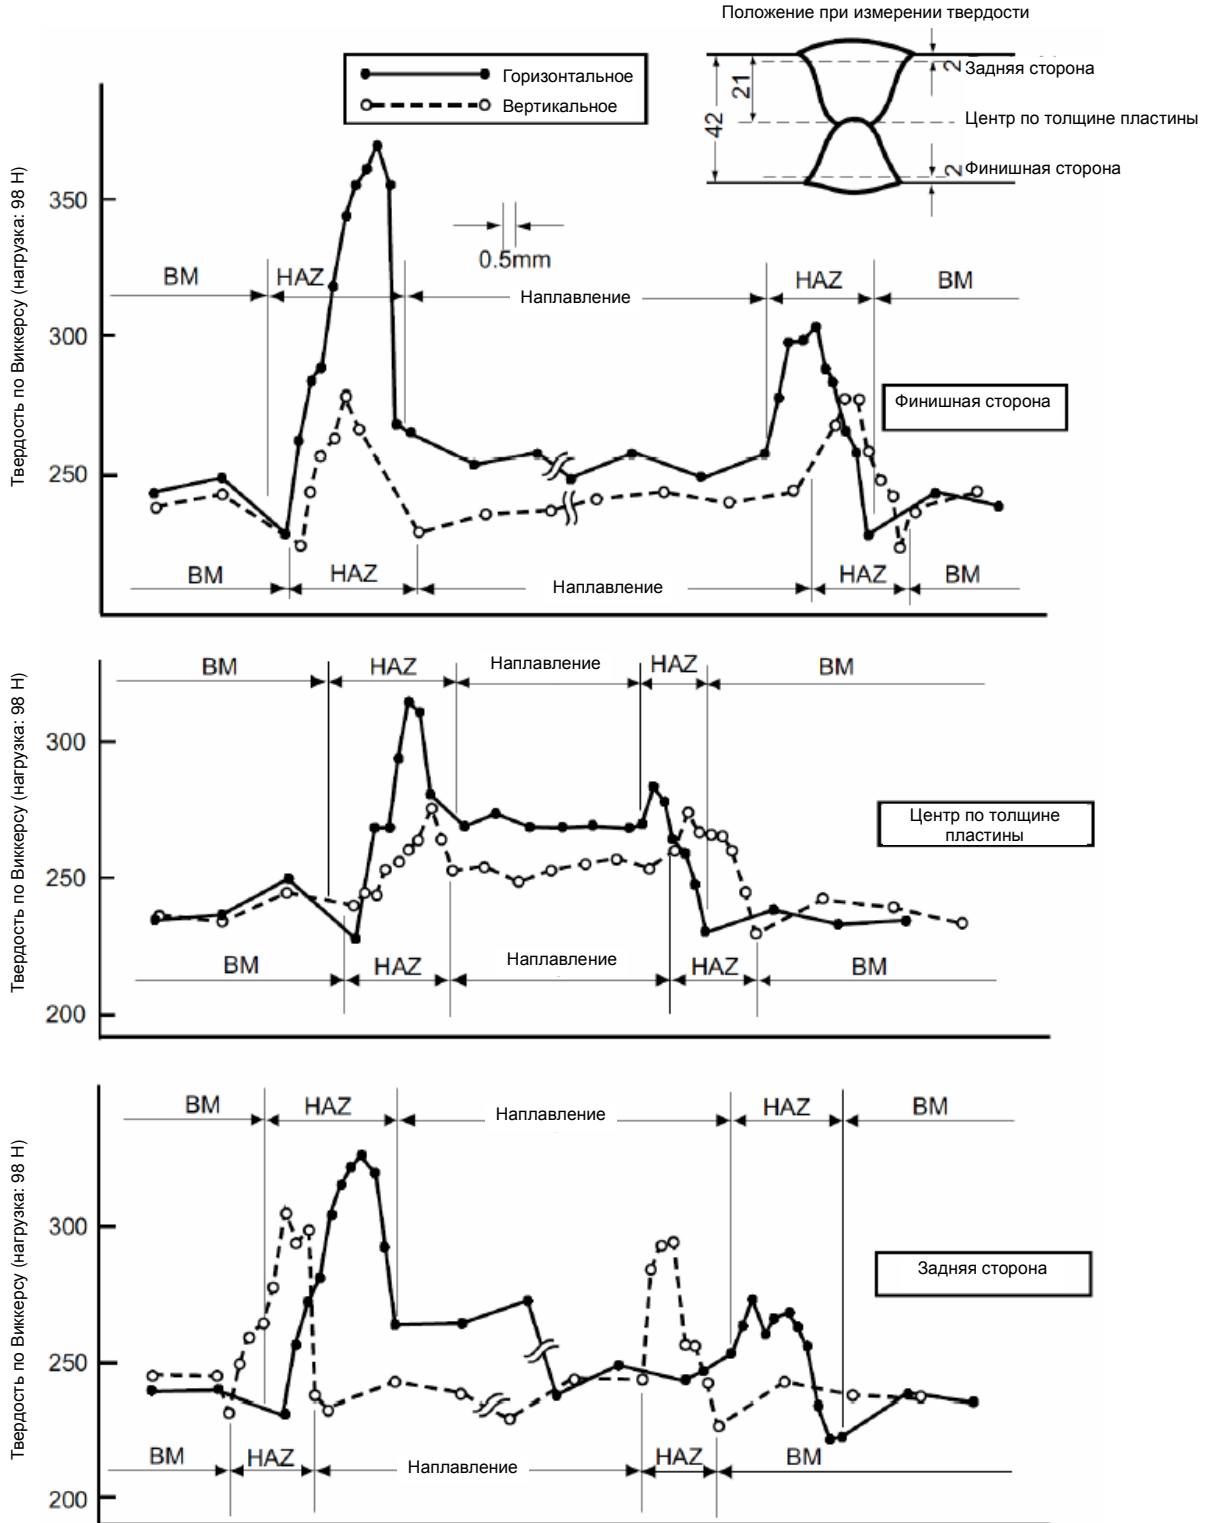 Положение при измерении твердости
Горизонтальное
Вертикальное
42
21
2
Задняя сторона
Центр по толщине пластины
2
Финишная сторона
Твердость по Виккерсу (нагрузка: 98 Н)
350
300
250
0.5mm
BM
HAZ
Наплавление
HAZ
BM
Финишная сторона
BM
HAZ
Наплавление
HAZ
BM
Твердость по Виккерсу (нагрузка: 98 Н)
300
250
200
BM
HAZ
Наплавление
HAZ
BM
Центр по толщине
пластины
BM
HAZ
Наплавление
HAZ
BM
Твердость по Виккерсу (нагрузка: 98 Н)
300
250
200
BM
HAZ
Наплавление
HAZ
BM
Задняя сторона
BM
HAZ
Наплавление
HAZ
BM